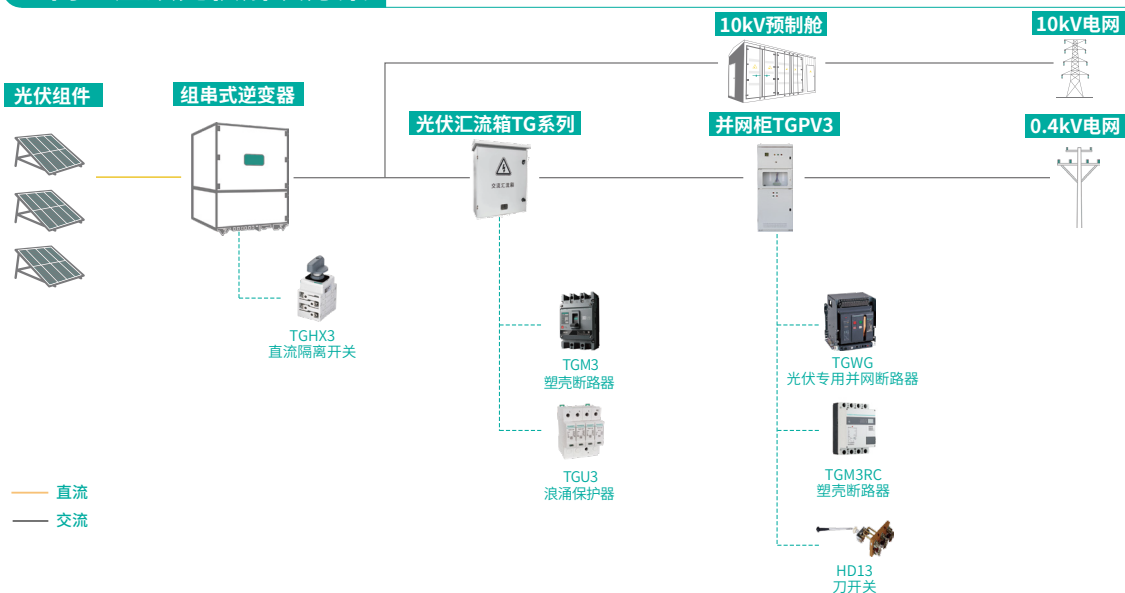 10kV预制舱
10kV电网
光伏组件
组串式逆变器
光伏汇流箱TG系列
并网柜TGPV3
0.4kV电网
交流汇流箱
TGHX3
直流隔离开关
TGM3
塑壳断路器
TGWG
光伏专用并网断路器
TGU3
浪涌保护器
TGM3RC
塑壳断路器
直流
交流
HD13
刀开关